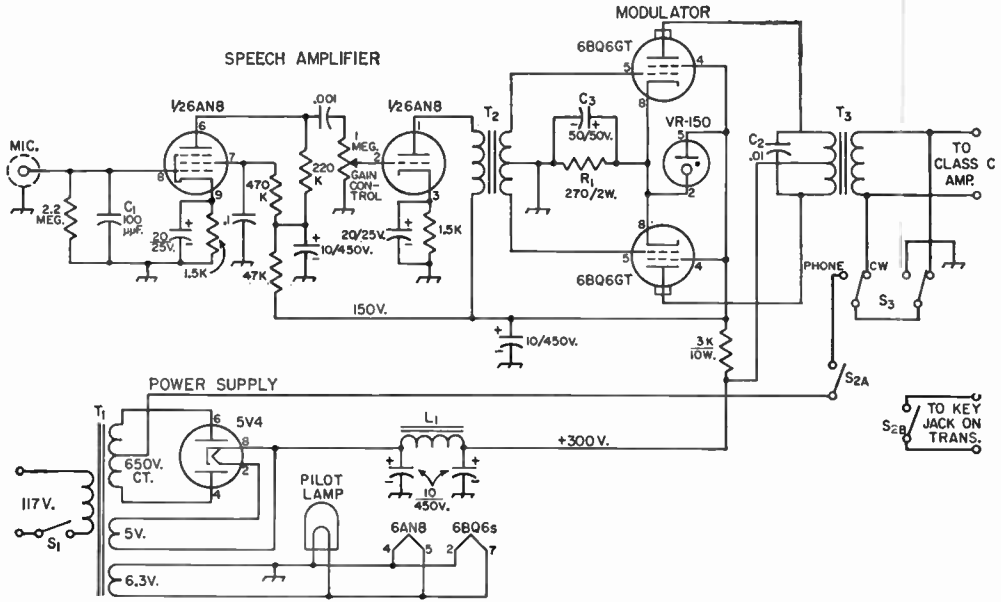 MODULATOR
SPEECH AMPLIFIER
6BQ6GT
4
5
8
1/26AN8
6
7
8
9
MIC.
2.2
MEG.
C1
100
μμF.
20
25V.
1.5K
.1
470
K
47K
220
K
.001
10/450V.
1
MEG.
GAIN
CONTROL
1/26AN8
1
2
3
20/25V.
1.5K
T2
C3
50/50V.
R1
270/2W.
VR-150
5
2
8
5
4
6BQ6GT
C2
.01
T3
TO
CLASS C
AMP.
PHONE
CW
S3
150V.
10/450V.
3K
10W.
S2A
S2B
TO KEY
JACK ON
TRANS.
POWER SUPPLY
T1
117V.
S1
650V.
CT.
5V.
6.3V.
5V4
6
8
2
4
L1
10
450V.
+300V.
PILOT
LAMP
6AN8
4
5
6BQ6s
2
7